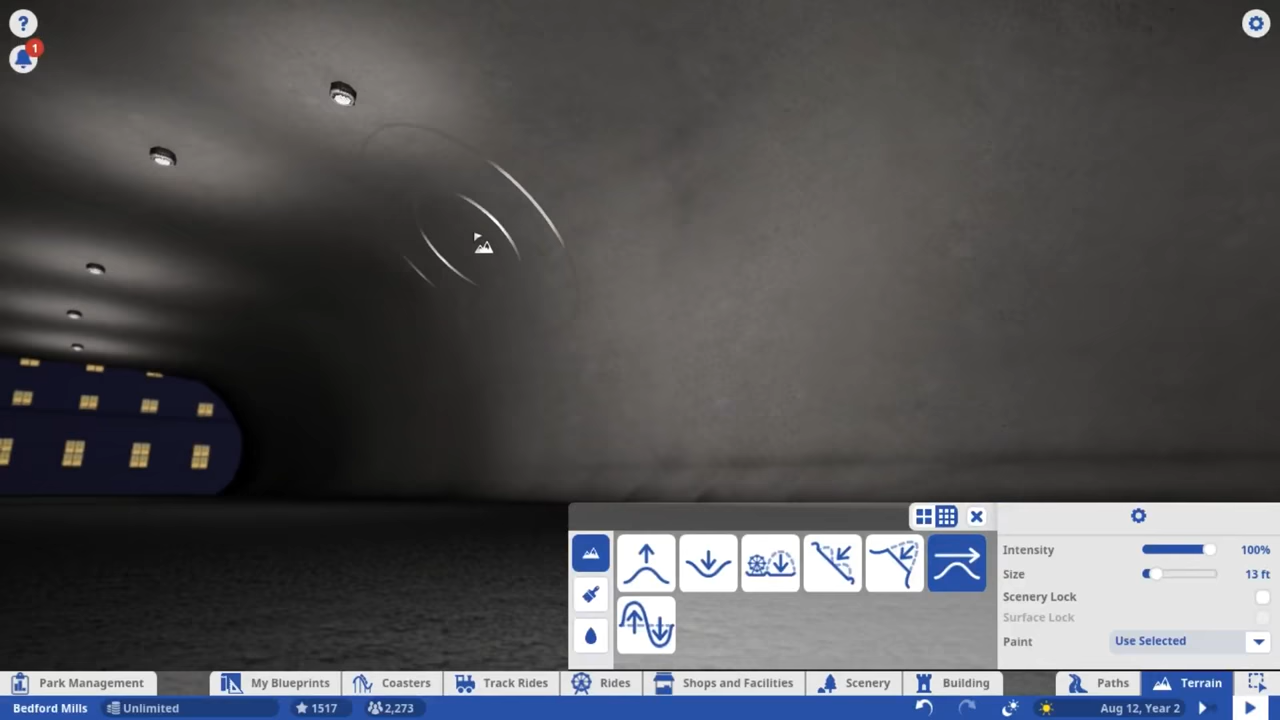 ?
1
Intensity 100%
Size 13 ft
Scenery Lock
Surface Lock
Paint Use Selected
Park Management My Blueprints Coasters Track Rides Rides Shops and Facilities Scenery Building Paths Terrain
Bedford Mills Unlimited 1517 2,273 Aug 12, Year 2